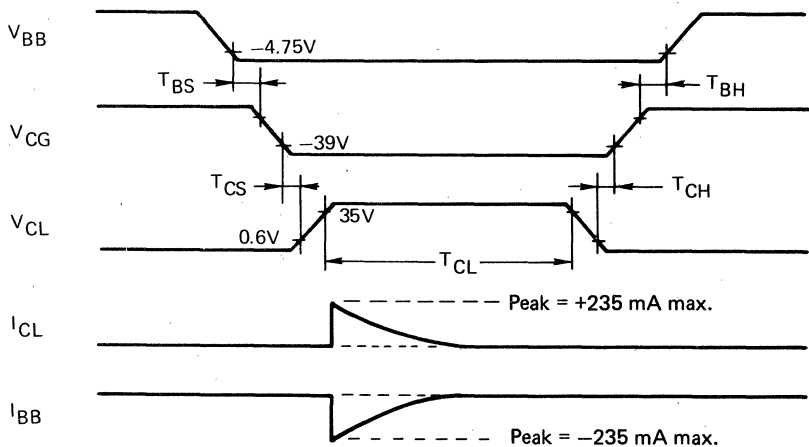 V_BB
−4.75V
T_BS
T_BH
V_CG
−39V
T_CS
T_CH
V_CL
35V
0.6V
T_CL
Peak = +235 mA max.
I_CL
I_BB
Peak = −235 mA max.